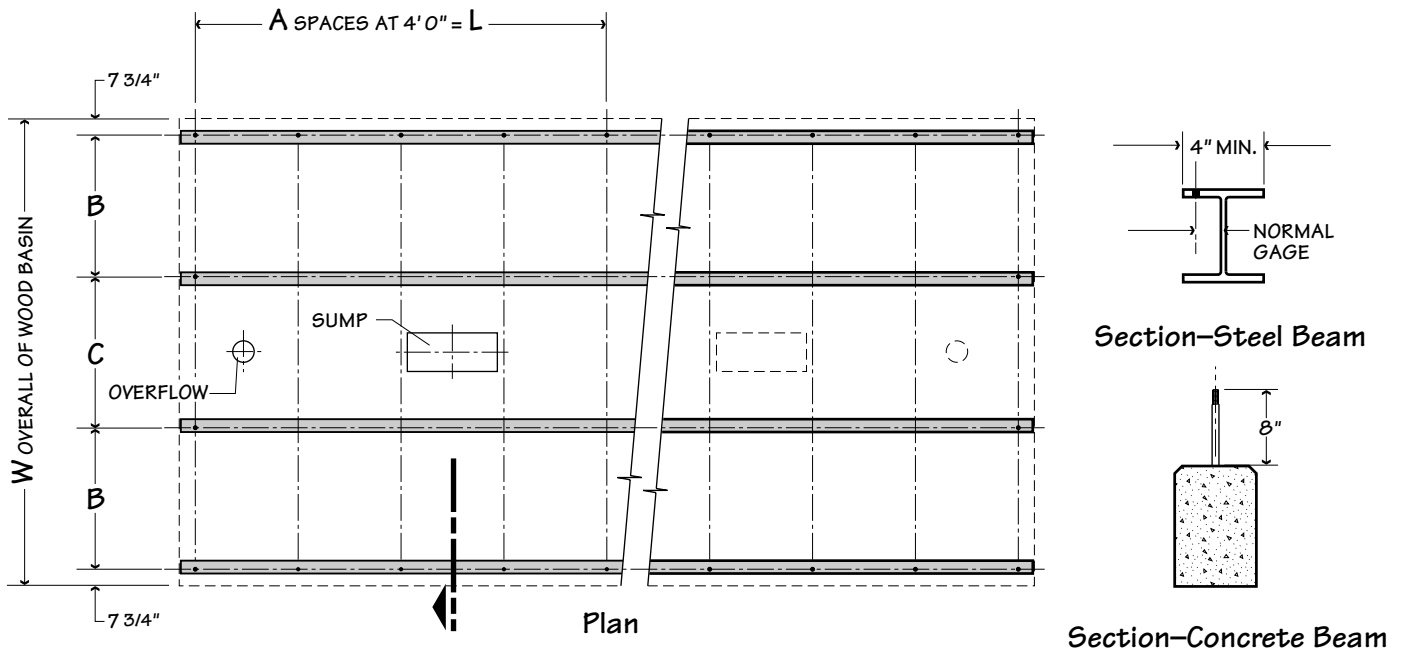 A SPACES AT 4' 0" = L
7 3/4"
4" MIN.
B
NORMAL
GAGE
W OVERALL OF WOOD BASIN
SUMP
C
Section–Steel Beam
OVERFLOW
8"
B
7 3/4"
Plan
Section–Concrete Beam